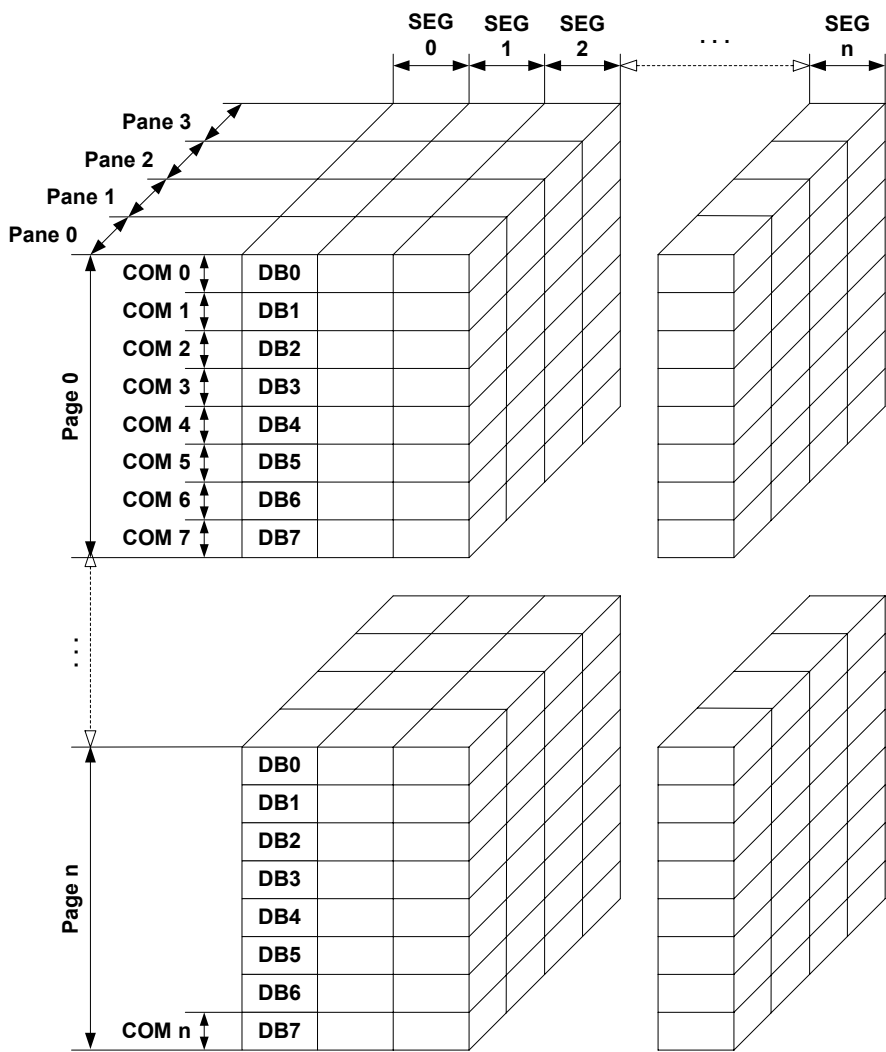 SEG 0
SEG 1
SEG 2
. . .
SEG n
Pane 3
Pane 2
Pane 1
Pane 0
Page 0
COM 0 DB0
COM 1 DB1
COM 2 DB2
COM 3 DB3
COM 4 DB4
COM 5 DB5
COM 6 DB6
COM 7 DB7
. . .
Page n
DB0
DB1
DB2
DB3
DB4
DB5
DB6
COM n DB7